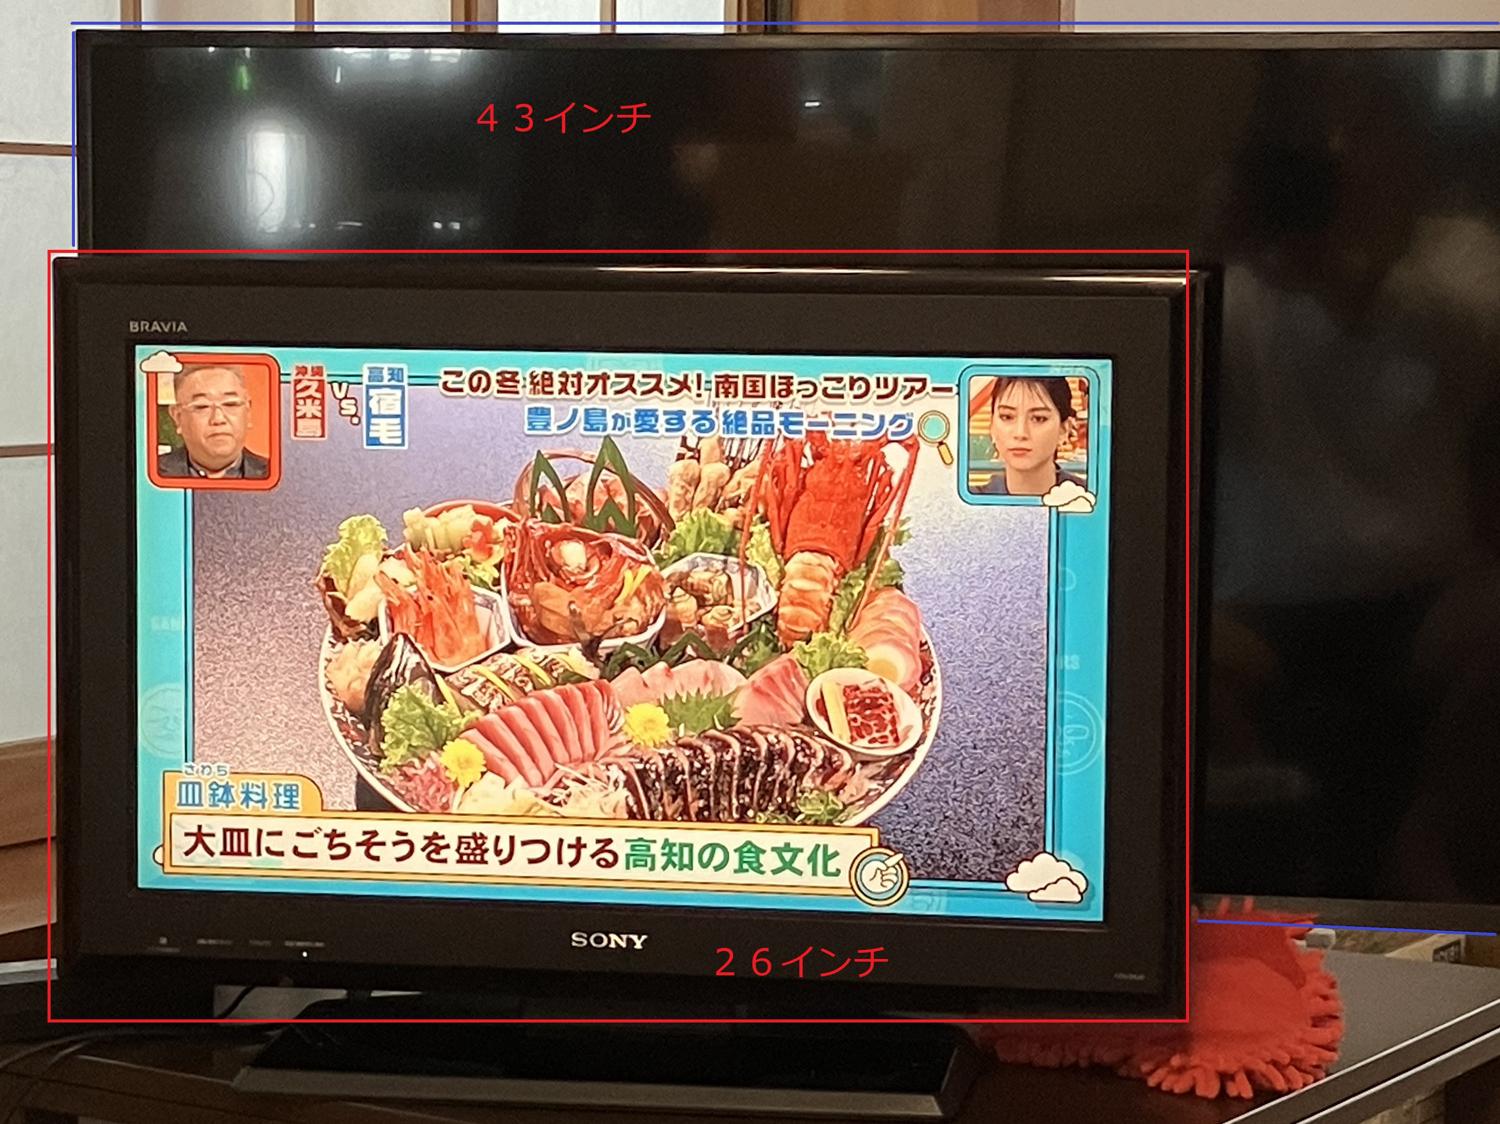 ４３インチ
BRAVIA
沖縄
久米島
VS.
高知
宿毛
この冬絶対オススメ！南国ほっこりツアー
豊ノ島が愛する絶品モーニング
さわち
皿鉢料理
大皿にごちそうを盛りつける高知の食文化
SONY
２６インチ